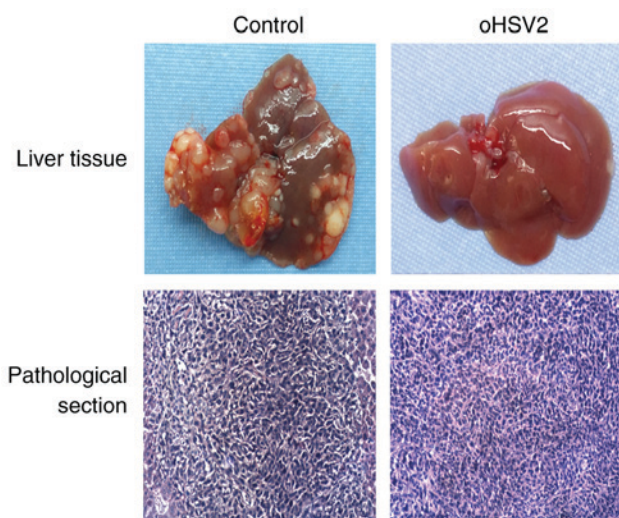 Control
oHSV2
Liver tissue
Pathological
section